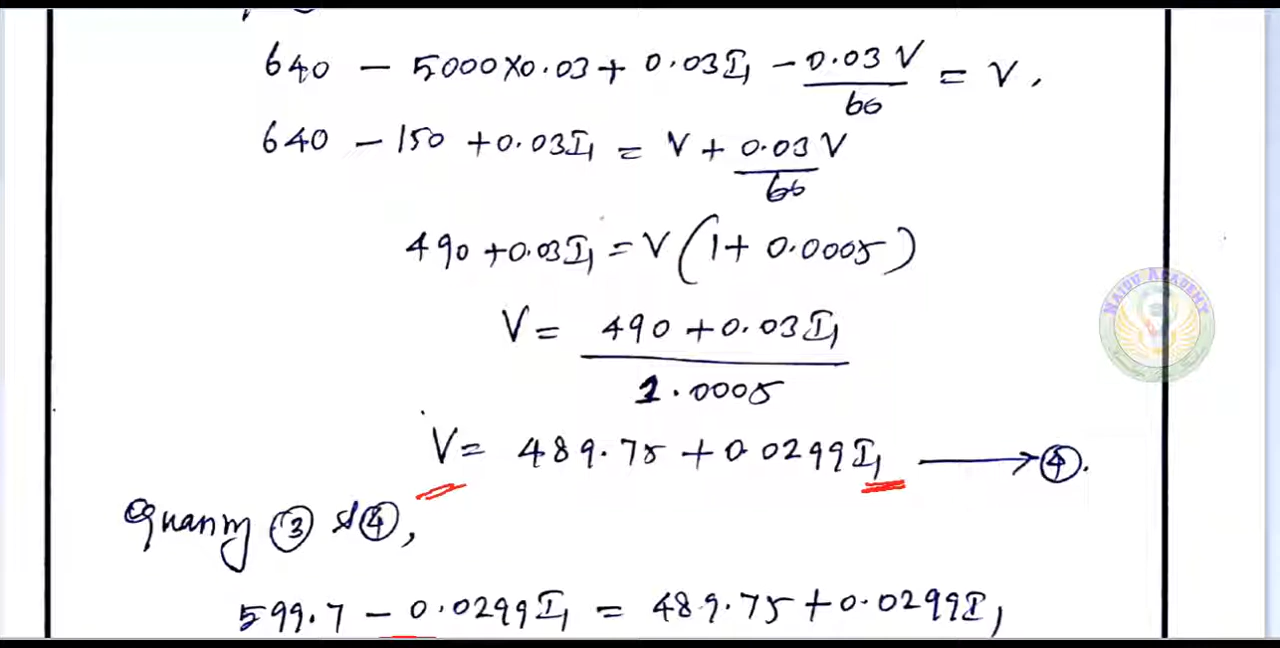 640 - 5000×0.03 + 0.03I₁ - 0.03V/60 = V.
640 - 150 + 0.03I₁ = V + 0.03V/60
490 + 0.03I₁ = V(1 + 0.0005)
V = (490 + 0.03I₁)/1.0005
V = 489.75 + 0.0299I₁ → ④.
③ & ④,
599.7 - 0.0299I₁ = 489.75 + 0.0299I₁
NAIDU ACADEMY